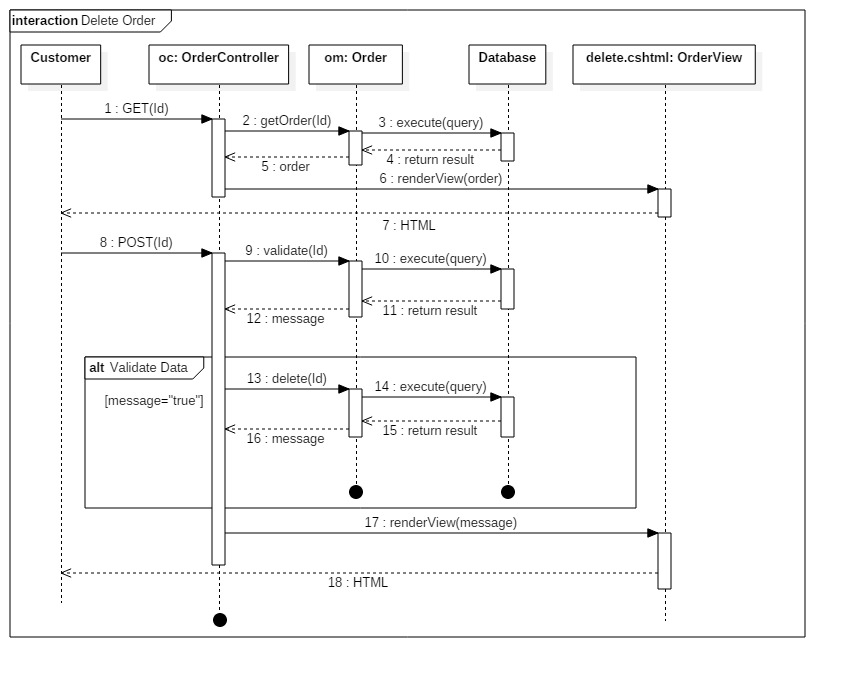 interaction Delete Order
Customer
oc: OrderController
om: Order
Database
delete.cshtml: OrderView
1 : GET(Id)
2 : getOrder(Id)
3 : execute(query)
4 : return result
5 : order
6 : renderView(order)
7 : HTML
8 : POST(Id)
9 : validate(Id)
10 : execute(query)
11 : return result
12 : message
alt Validate Data
13 : delete(Id)
14 : execute(query)
[message="true"]
15 : return result
16 : message
17 : renderView(message)
18 : HTML